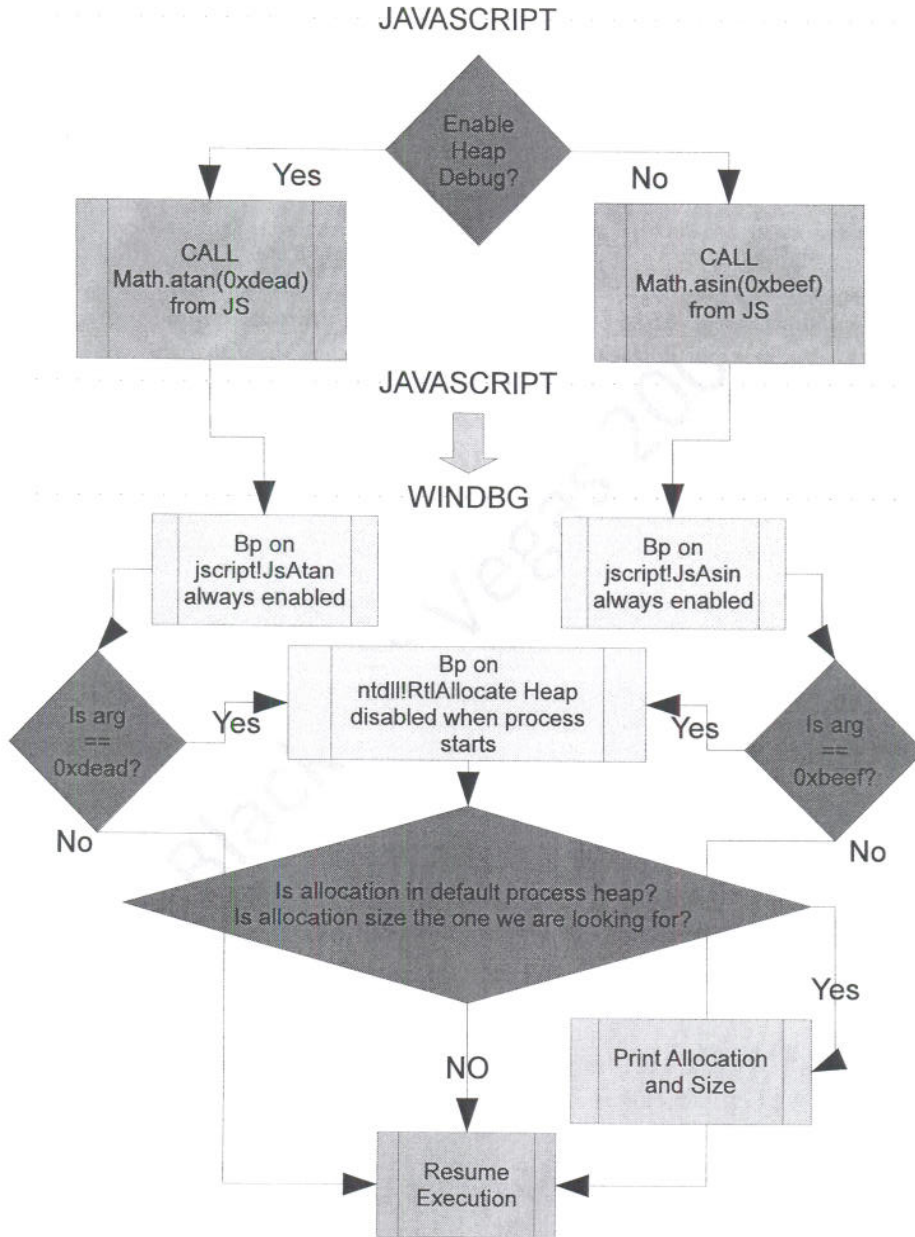 JAVASCRIPT
Enable
Heap
Debug?
Yes
No
CALL
Math.atan(0xdead)
from JS
CALL
Math.asin(0xbeef)
from JS
JAVASCRIPT
WINDBG
Bp on
jscript!JsAtan
always enabled
Bp on
jscript!JsAsin
always enabled
Bp on
ntdll!RtlAllocate Heap
disabled when process
starts
Is arg
==
0xdead?
Yes
Yes
Is arg
==
0xbeef?
No
No
Is allocation in default process heap?
Is allocation size the one we are looking for?
Yes
Print Allocation
and Size
NO
Resume
Execution
Vegas